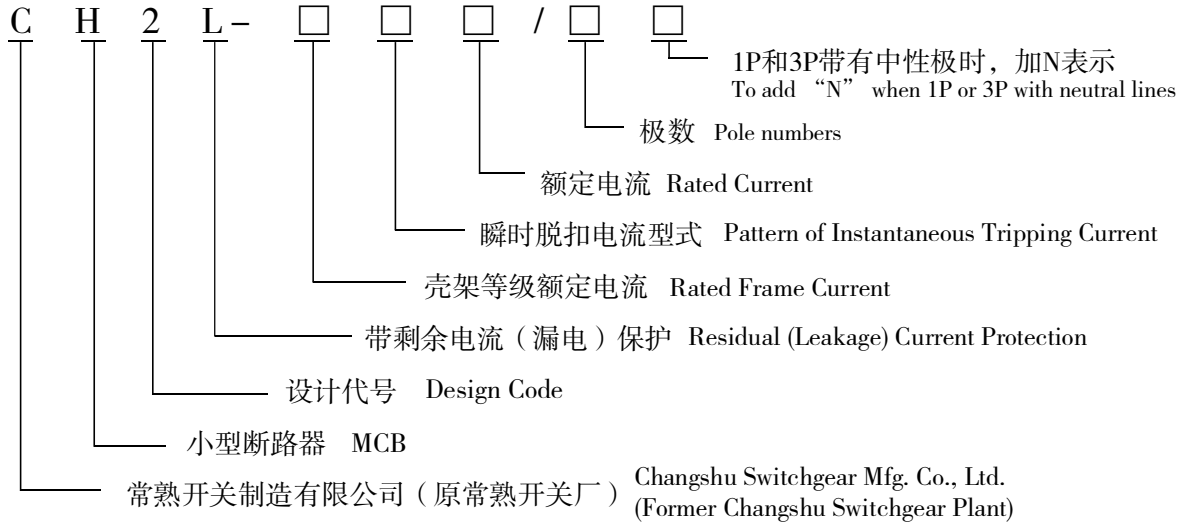 C H 2 L- □ □ □ / □ □
1P和3P带有中性极时，加N表示
To add “N” when 1P or 3P with neutral lines
极数 Pole numbers
额定电流 Rated Current
瞬时脱扣电流型式 Pattern of Instantaneous Tripping Current
壳架等级额定电流 Rated Frame Current
带剩余电流（漏电）保护 Residual (Leakage) Current Protection
设计代号 Design Code
小型断路器 MCB
常熟开关制造有限公司（原常熟开关厂） Changshu Switchgear Mfg. Co., Ltd.
(Former Changshu Switchgear Plant)